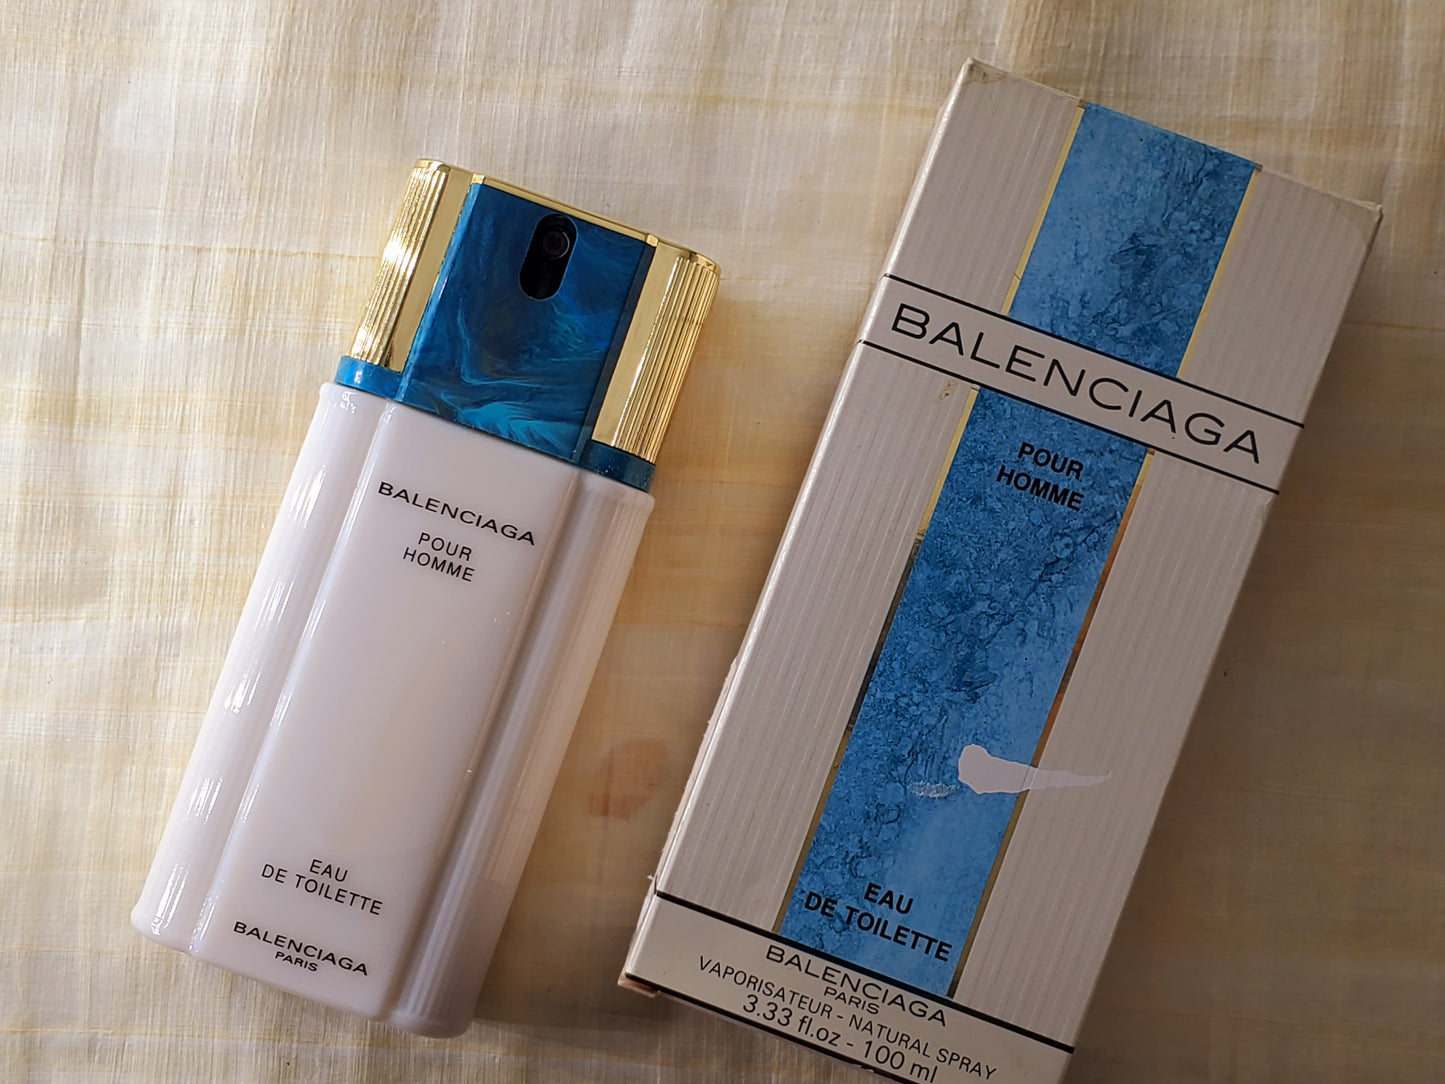 BALENCIAGA
POUR
HOMME
EAU
DE TOILETTE
BALENCIAGA
PARIS
BALENCIAGA
POUR
HOMME
EAU
DE TOILETTE
BALENCIAGA
PARIS
VAPORISATEUR - NATURAL SPRAY
3.33 fl.oz - 100 ml